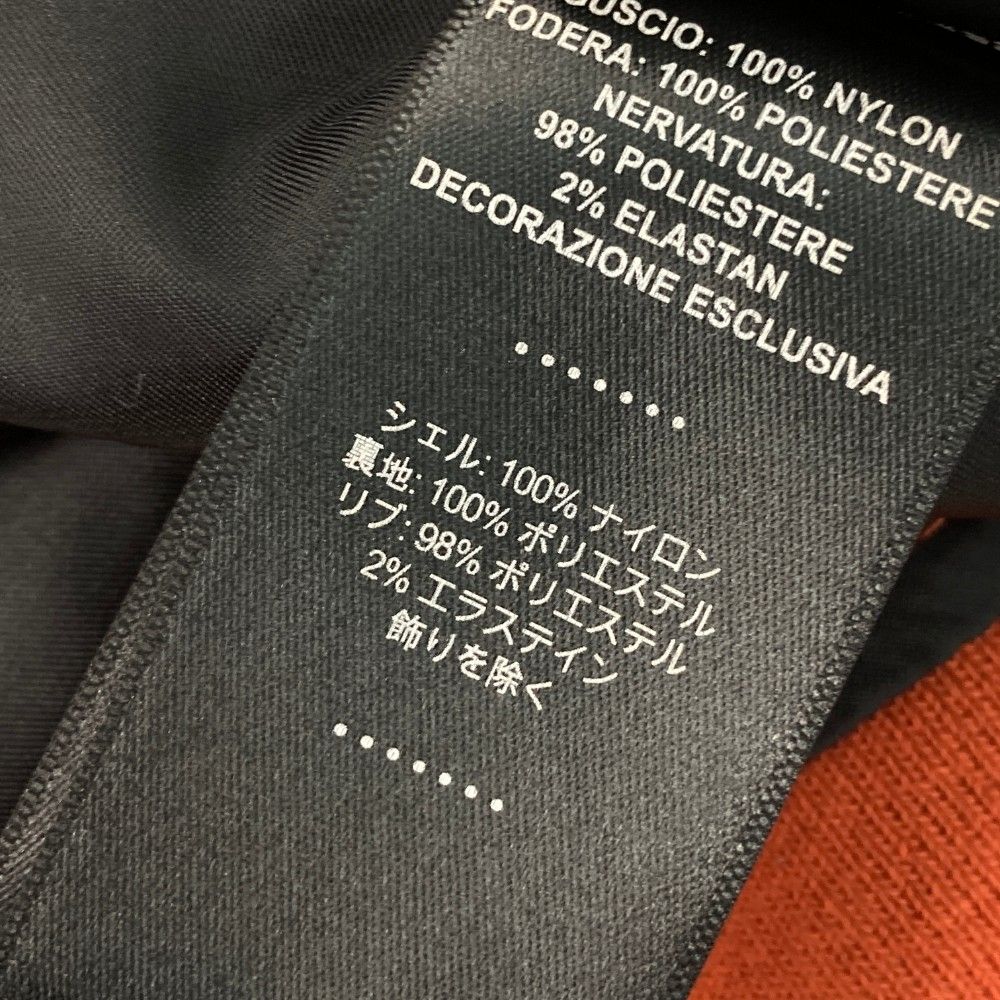 GUSCIO: 100% NYLON
FODERA: 100% POLIESTERE
NERVATURA:
98% POLIESTERE
2% ELASTAN
DECORAZIONE ESCLUSIVA
.......
シェル: 100% ナイロン
裏地: 100% ポリエステル
リブ: 98% ポリエステル
2% エラステイン
飾りを除く
.......